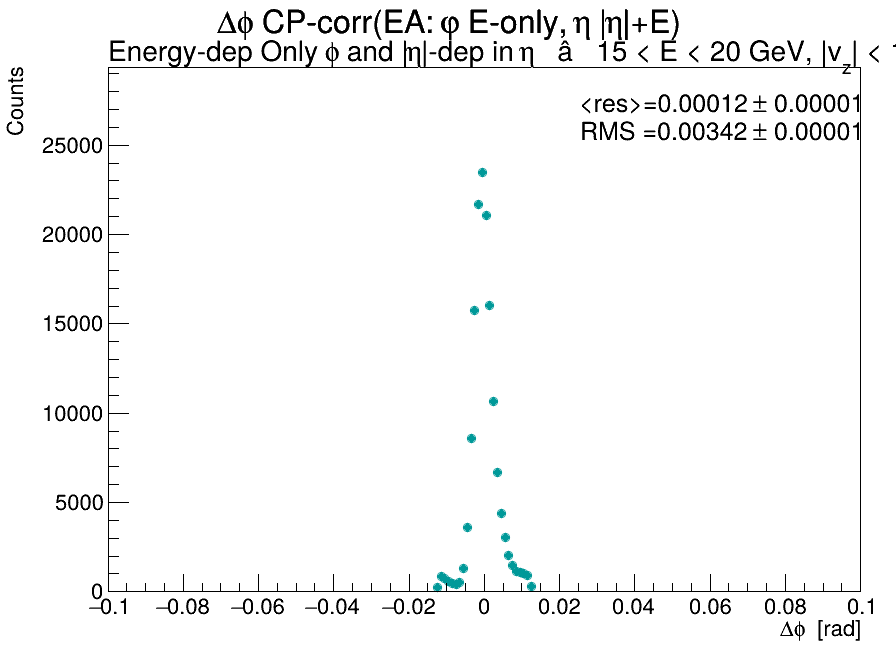 Δϕ CP-corr(EA: φ E-only, η |η|+E)
Energy-dep Only ϕ and |η|-dep in η â 15 < E < 20 GeV, |v_z| < 1
Counts
<res>=0.00012 ± 0.00001
RMS =0.00342 ± 0.00001
25000
20000
15000
10000
5000
0
−0.1 −0.08 −0.06 −0.04 −0.02 0 0.02 0.04 0.06 0.08 0.1
Δϕ [rad]